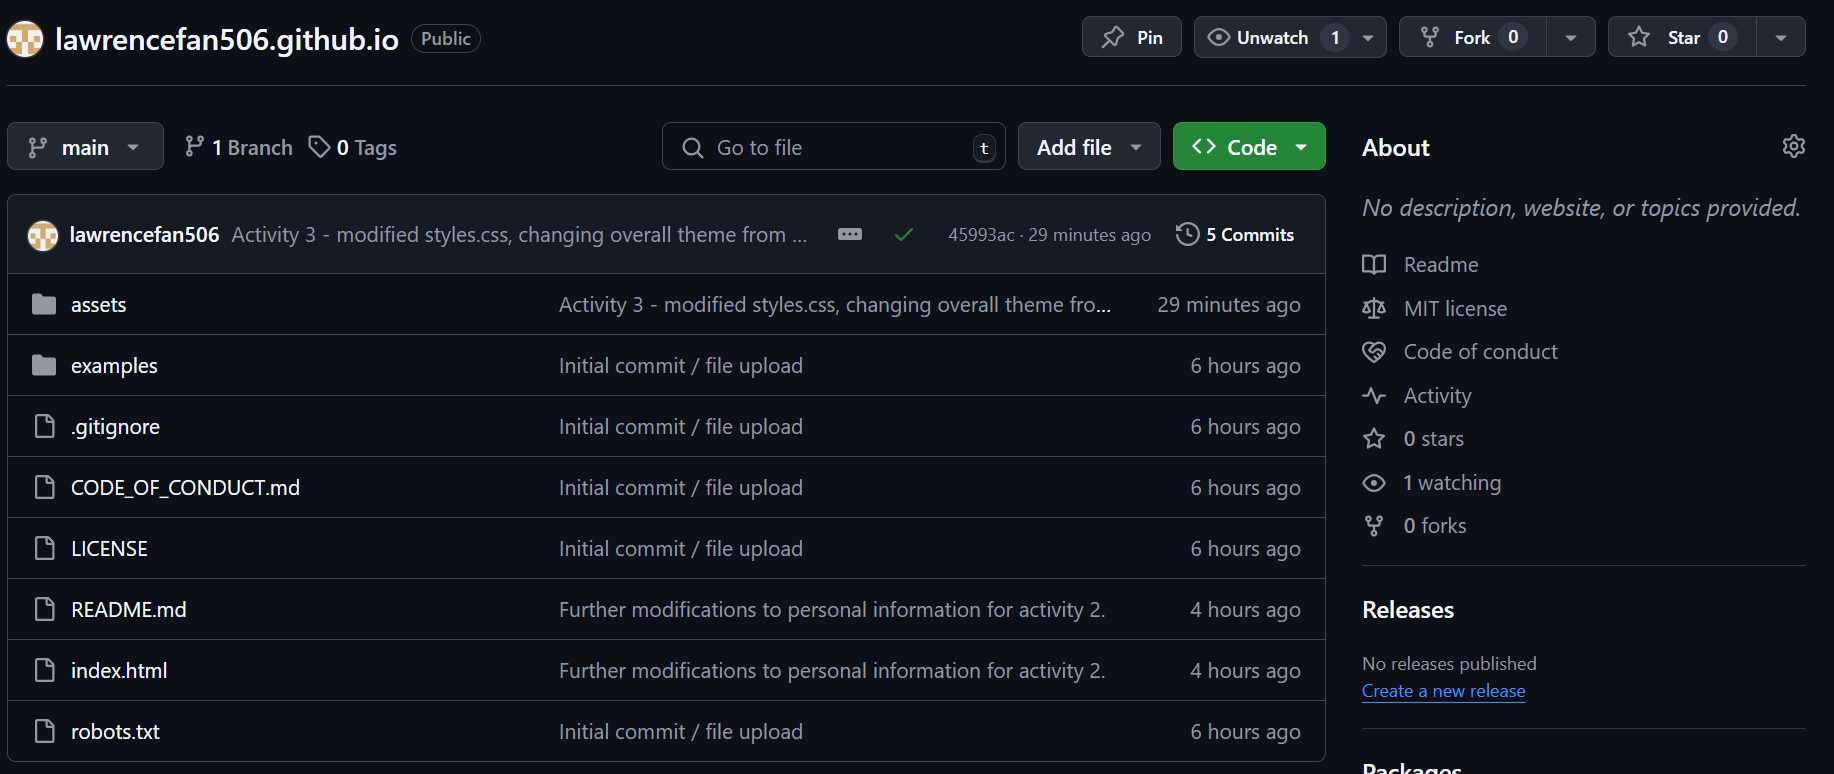 lawrencefan506.github.io Public Pin Unwatch 1 Fork 0 Star 0
main 1 Branch 0 Tags Go to file t Add file Code
lawrencefan506 Activity 3 - modified styles.css, changing overall theme from ... 45993ac · 29 minutes ago 5 Commits
assets Activity 3 - modified styles.css, changing overall theme fro... 29 minutes ago
examples Initial commit / file upload 6 hours ago
.gitignore Initial commit / file upload 6 hours ago
CODE_OF_CONDUCT.md Initial commit / file upload 6 hours ago
LICENSE Initial commit / file upload 6 hours ago
README.md Further modifications to personal information for activity 2. 4 hours ago
index.html Further modifications to personal information for activity 2. 4 hours ago
robots.txt Initial commit / file upload 6 hours ago
About
No description, website, or topics provided.
Readme
MIT license
Code of conduct
Activity
0 stars
1 watching
0 forks
Releases
No releases published
Create a new release
Packages